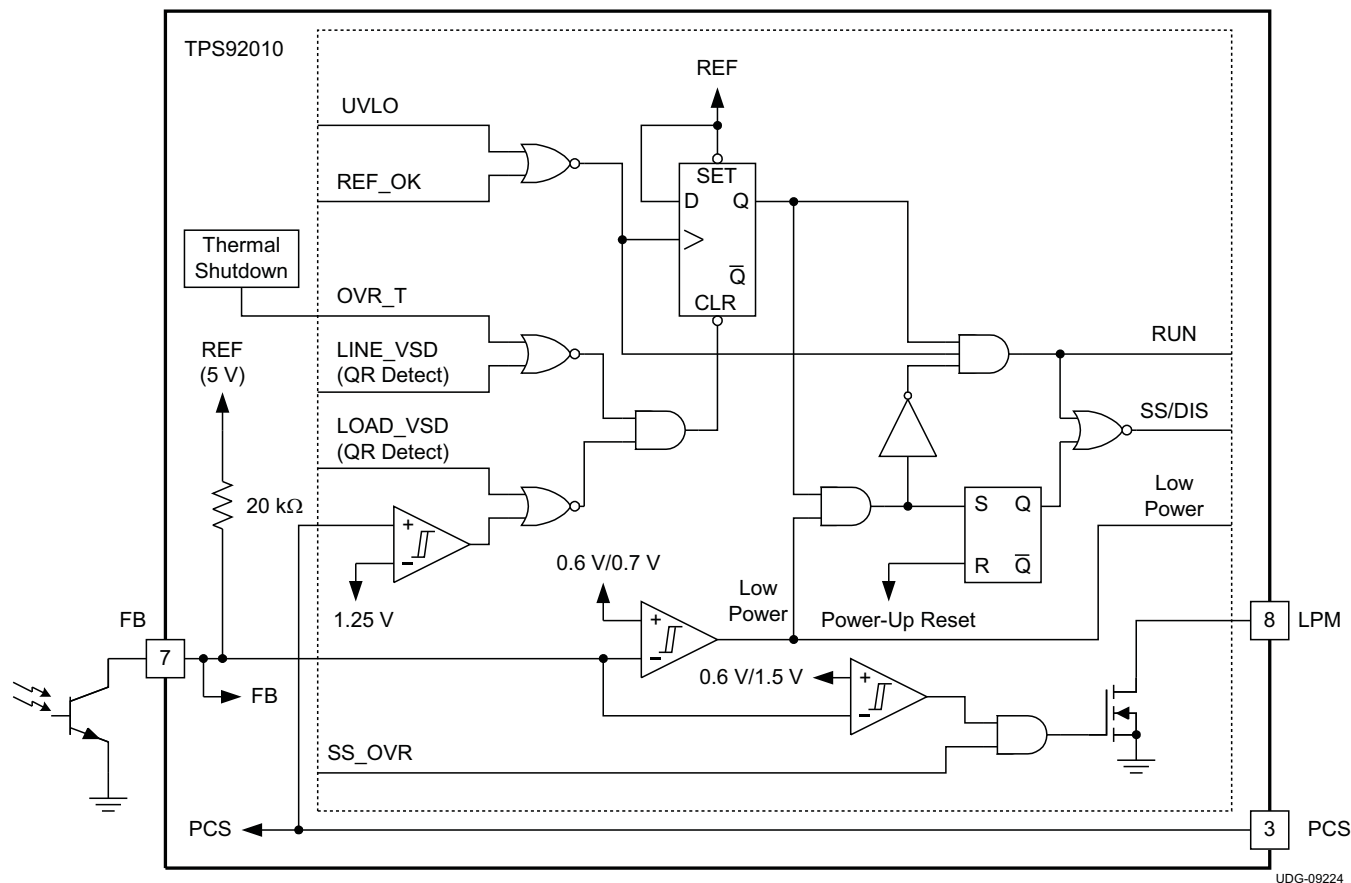 TPS92010
REF
UVLO
REF_OK
SET
D Q
Q
CLR
Thermal
Shutdown
OVR_T
REF
(5 V)
LINE_VSD
(QR Detect)
RUN
LOAD_VSD
(QR Detect)
SS/DIS
20 kΩ
+
–
1.25 V
S Q
R Q
Low
Power
Power-Up Reset
0.6 V/0.7 V
Low
Power
+
–
FB
7
FB
8 LPM
0.6 V/1.5 V
+
–
SS_OVR
PCS
3 PCS
UDG-09224